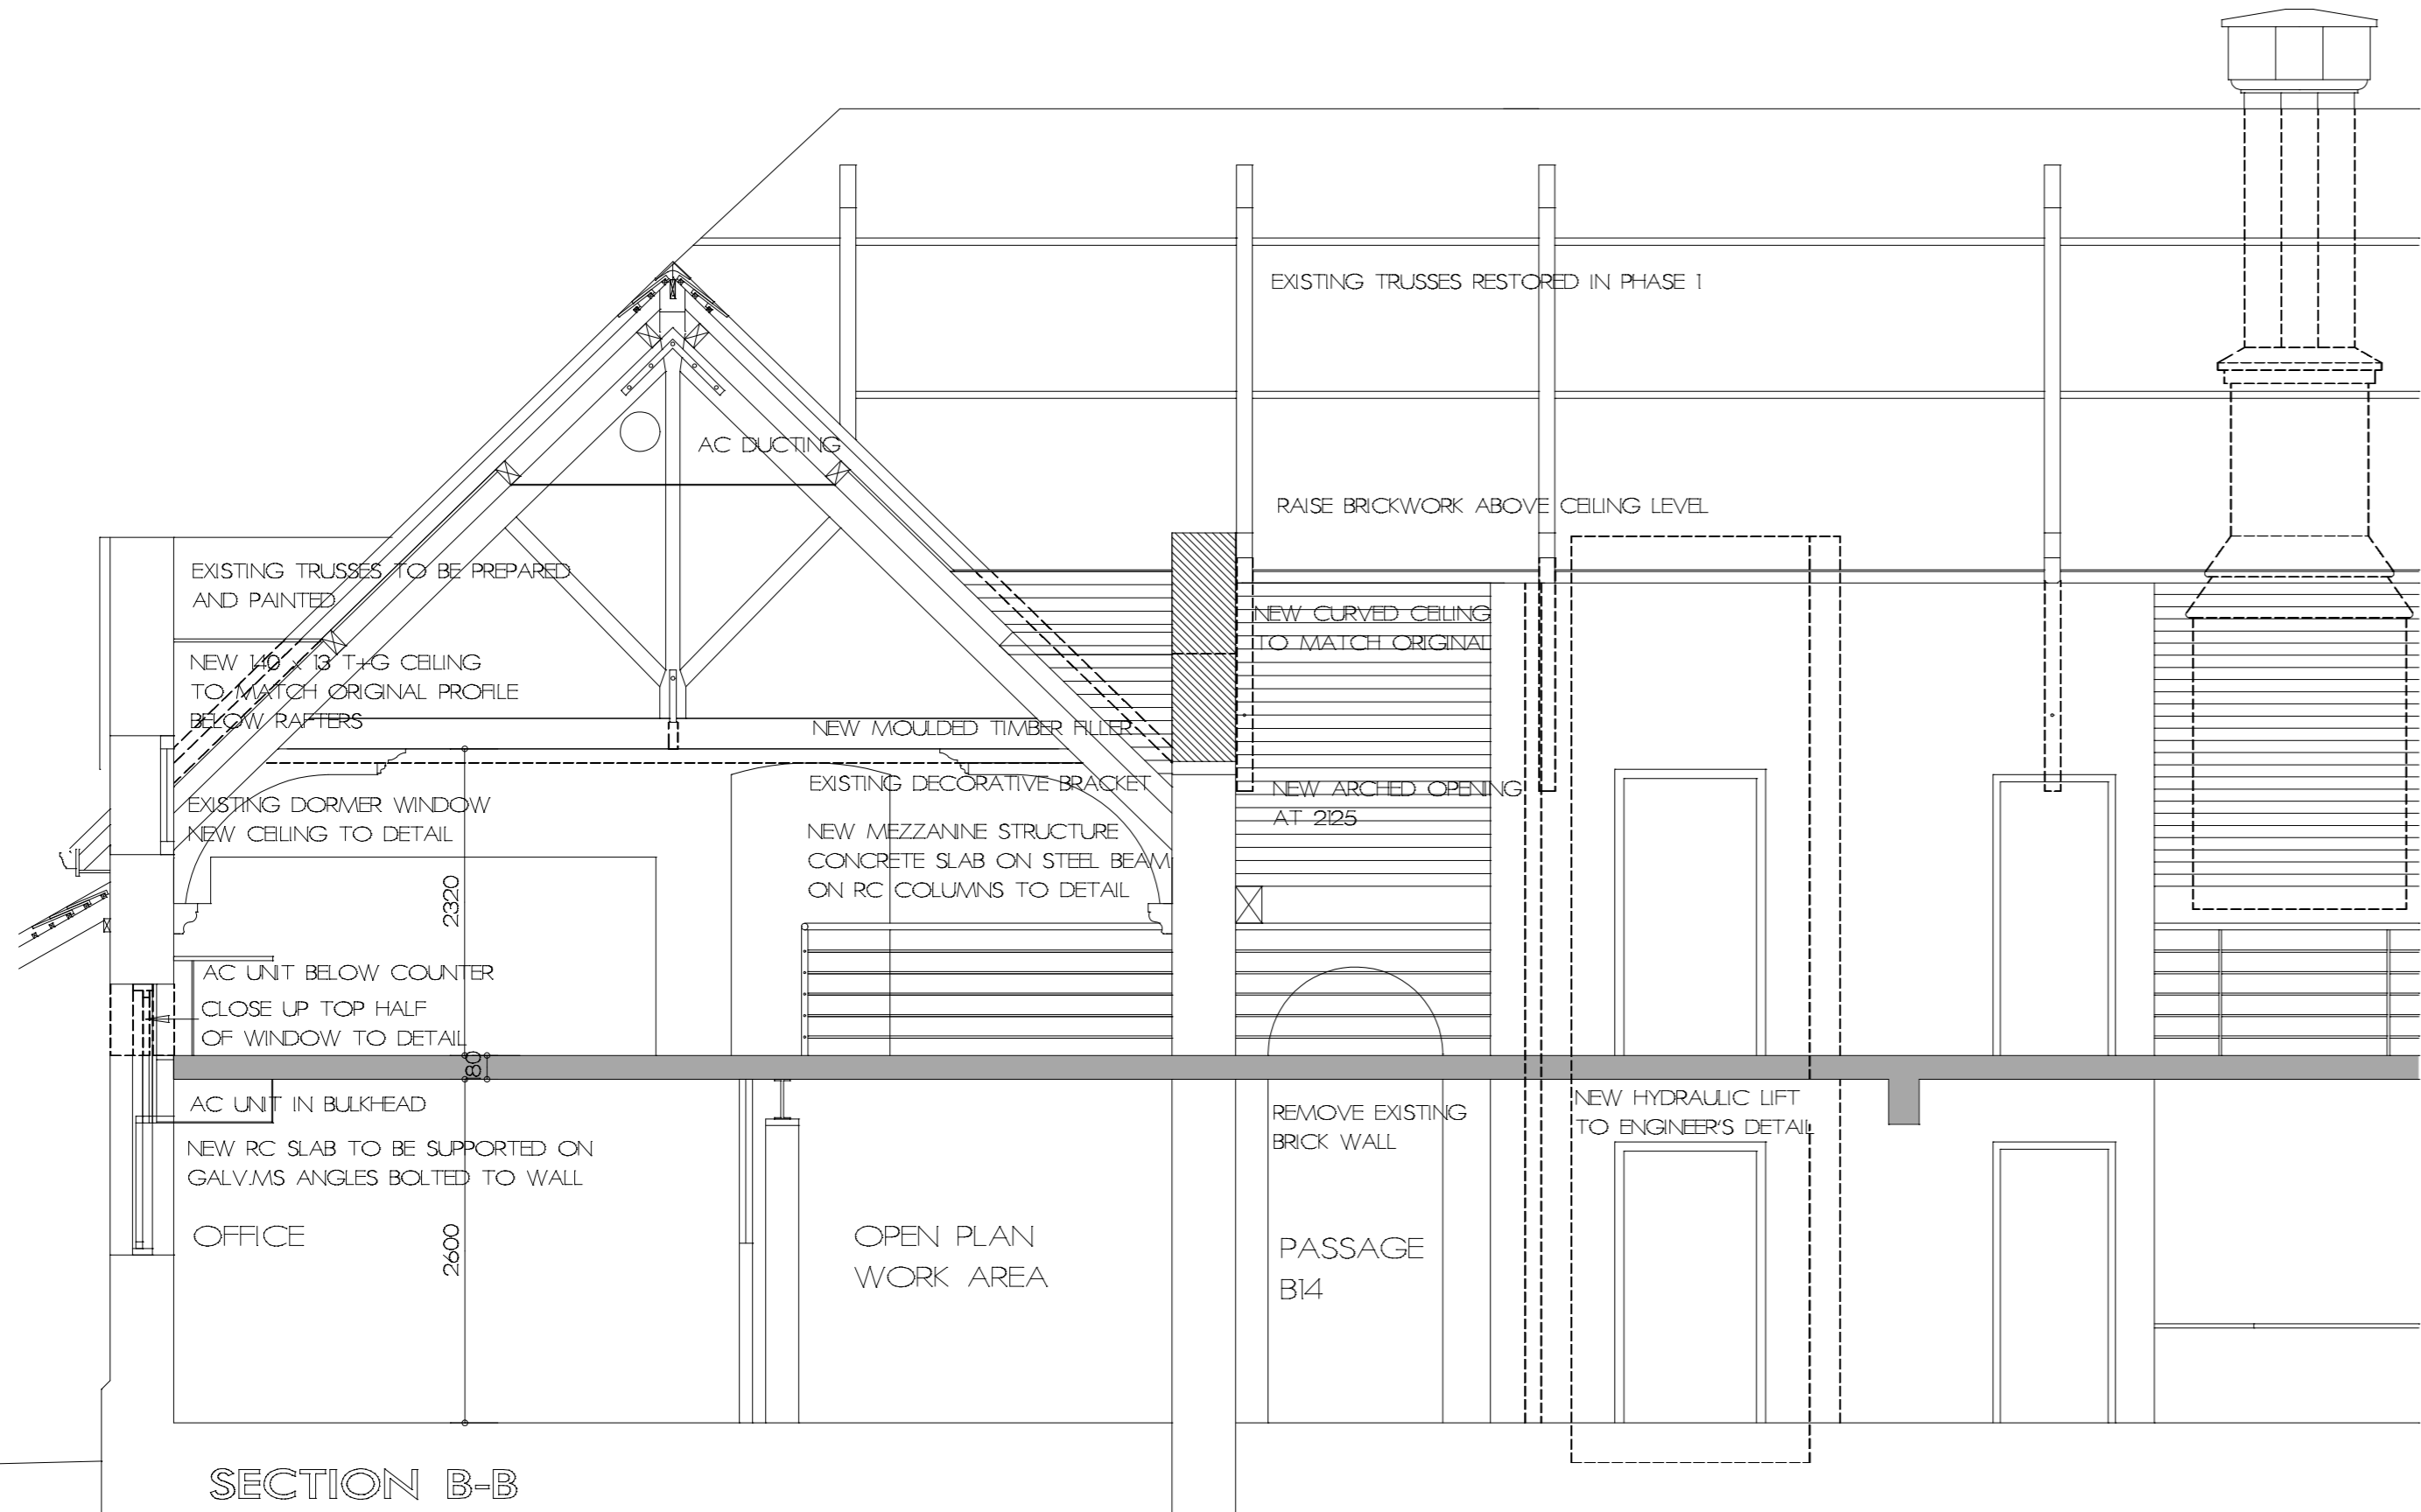 EXISTING TRUSSES RESTORED IN PHASE 1
AC DUCTING
RAISE BRICKWORK ABOVE CEILING LEVEL
EXISTING TRUSSES TO BE PREPARED
AND PAINTED
NEW CURVED CEILING
TO MATCH ORIGINAL
NEW 140 x 13 T+G CEILING
TO MATCH ORIGINAL PROFILE
BELOW RAFTERS
NEW MOULDED TIMBER FILLER
EXISTING DECORATIVE BRACKET
NEW ARCHED OPENING
AT 2125
EXISTING DORMER WINDOW
NEW CEILING TO DETAIL
NEW MEZZANINE STRUCTURE
CONCRETE SLAB ON STEEL BEAM
ON RC COLUMNS TO DETAIL
2320
AC UNIT BELOW COUNTER
CLOSE UP TOP HALF
OF WINDOW TO DETAIL
180
AC UNIT IN BULKHEAD
NEW RC SLAB TO BE SUPPORTED ON
GALV.MS ANGLES BOLTED TO WALL
REMOVE EXISTING
BRICK WALL
NEW HYDRAULIC LIFT
TO ENGINEER'S DETAIL
OFFICE
2600
OPEN PLAN
WORK AREA
PASSAGE
B14
SECTION B-B